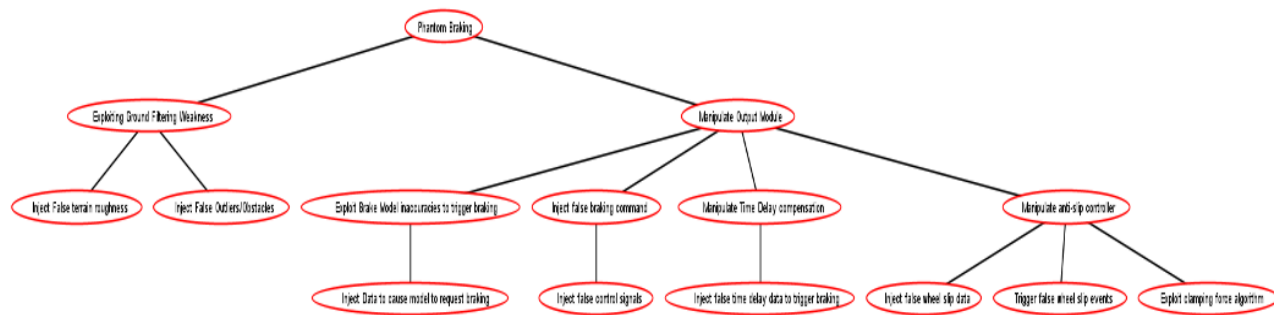 Phantom Braking
Exploiting Ground Filtering Weakness
Manipulate Output Module
Inject False terrain roughness
Inject False Outliers/Obstacles
Exploit Brake Model inaccuracies to trigger braking
Inject false braking command
Manipulate Time Delay compensation
Manipulate anti-slip controller
Inject Data to cause model to request braking
Inject false control signals
Inject false time delay data to trigger braking
Inject false wheel slip data
Trigger false wheel slip events
Exploit clamping force algorithm